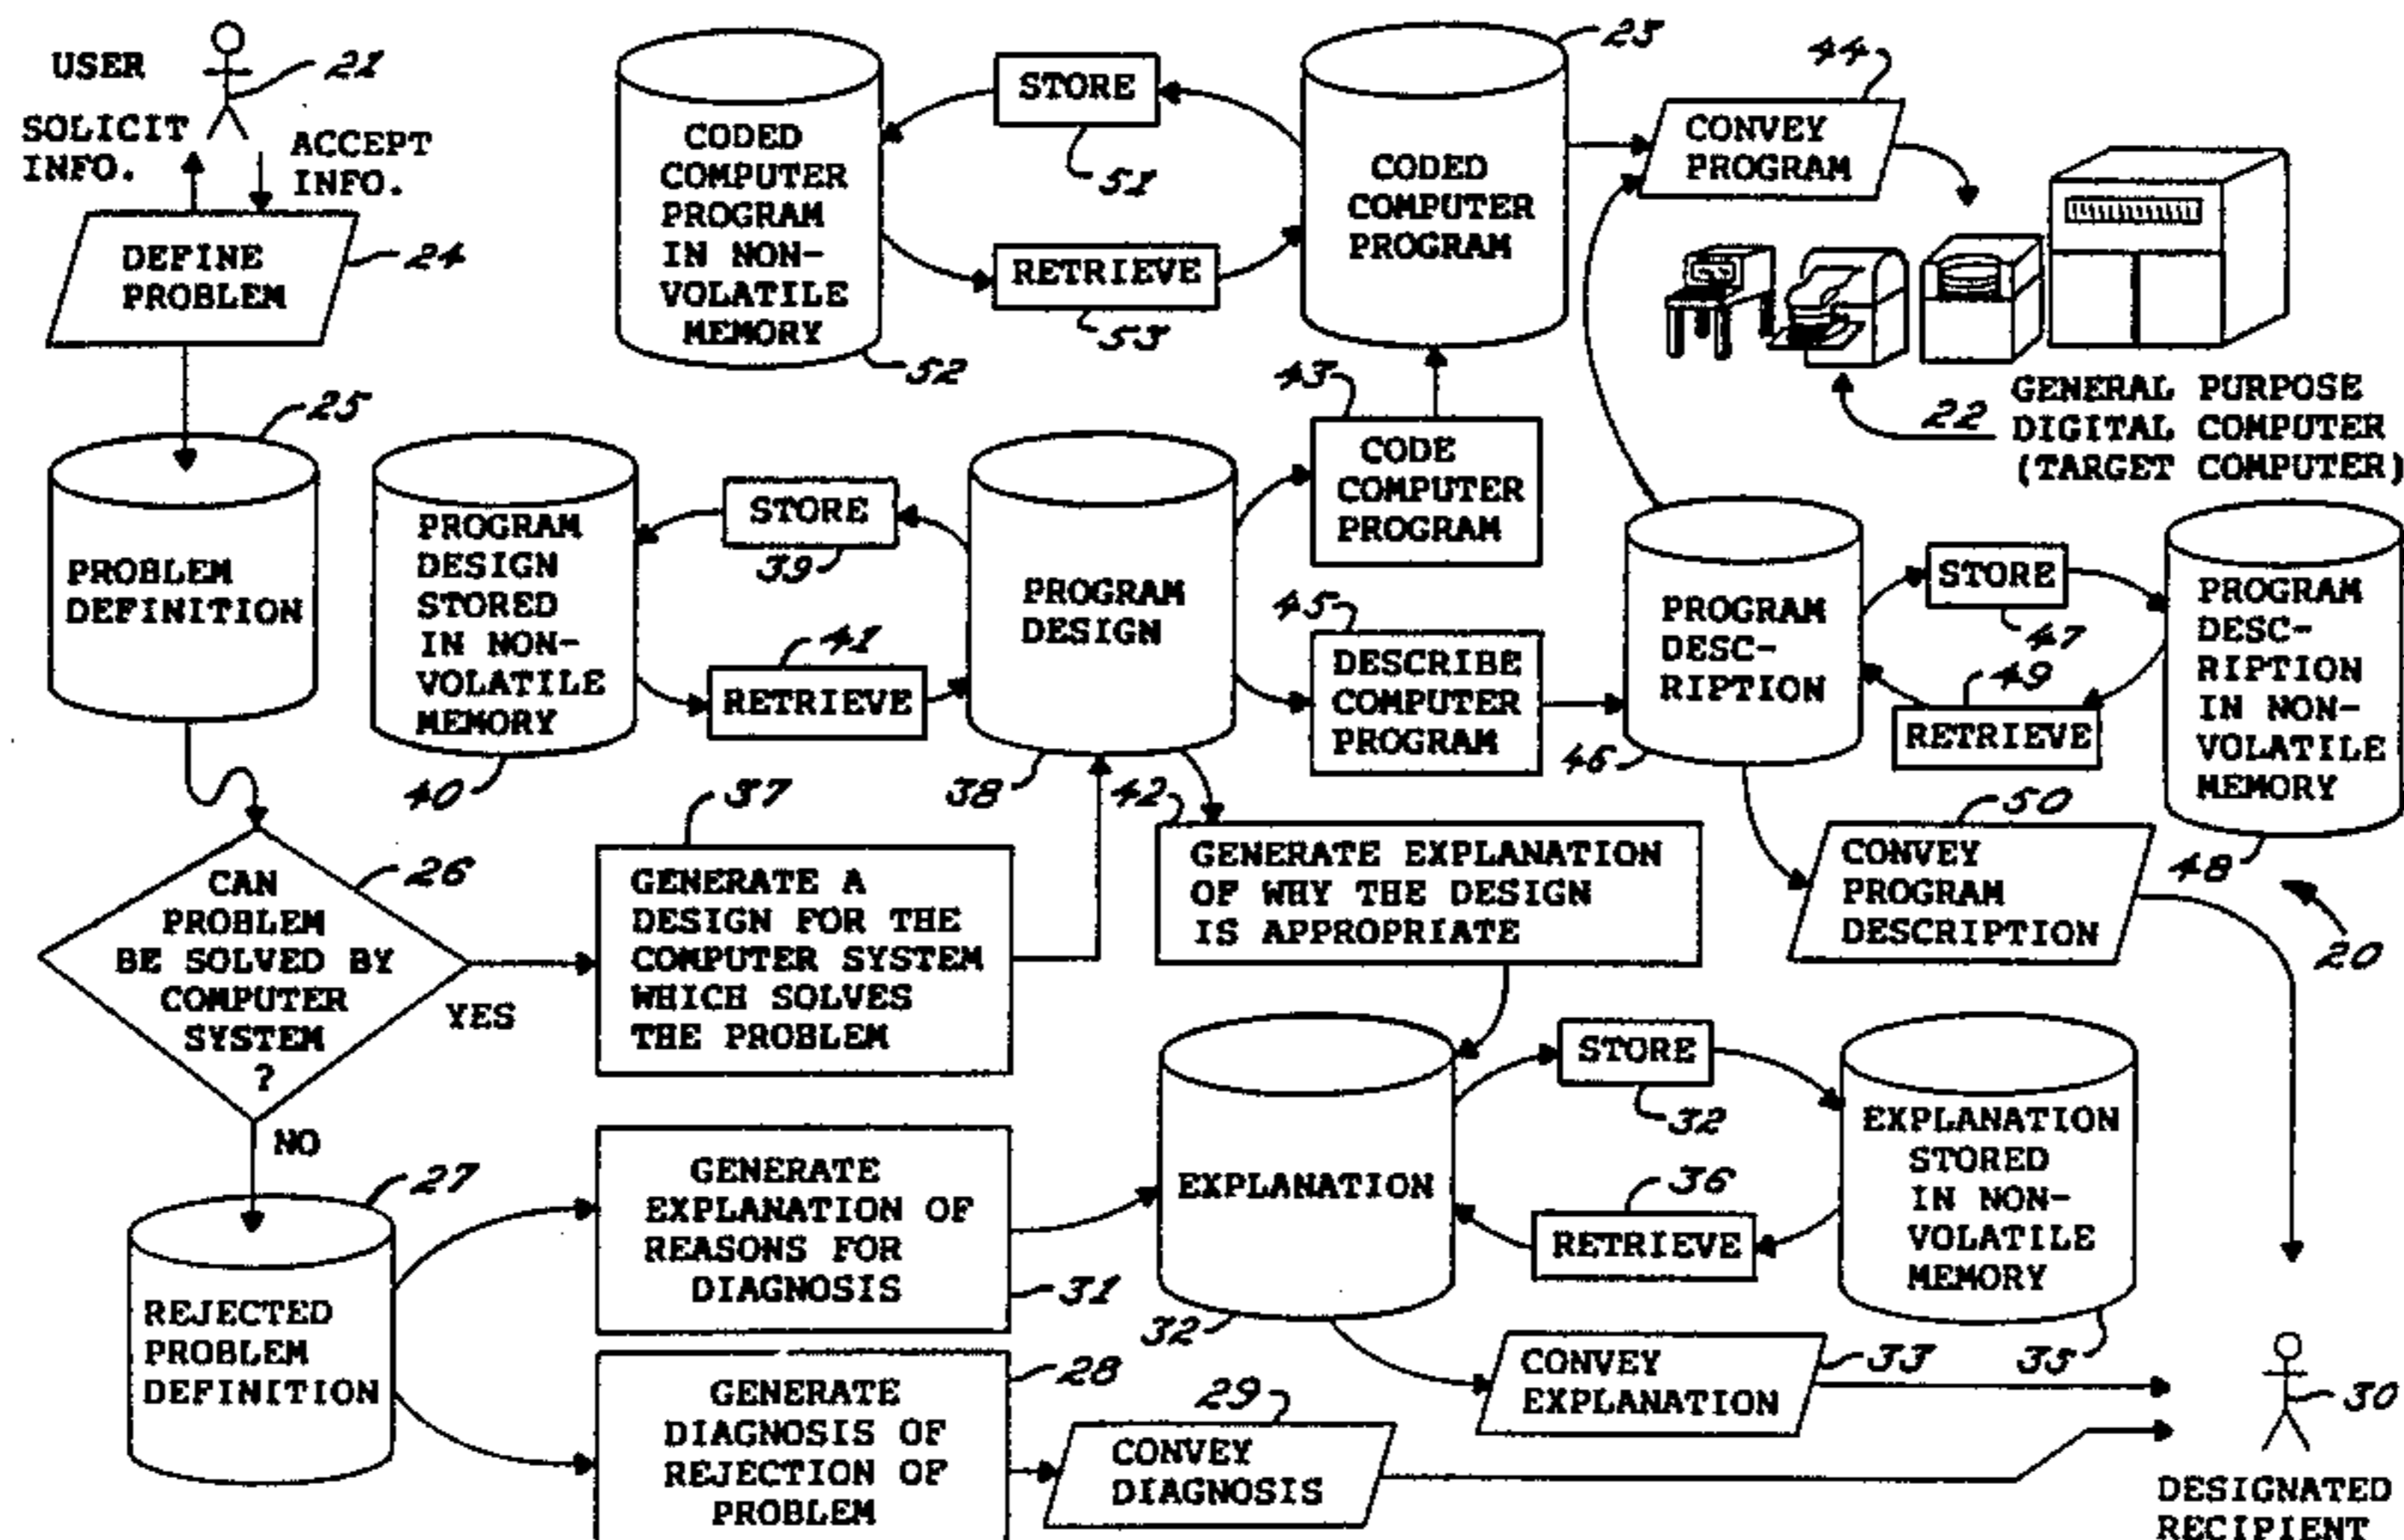 USER
21
SOLICIT
INFO.
ACCEPT
INFO.
DEFINE
PROBLEM
24
25
PROBLEM
DEFINITION
CAN
PROBLEM
BE SOLVED BY
COMPUTER
SYSTEM
?
26
YES
NO
27
REJECTED
PROBLEM
DEFINITION
CODED
COMPUTER
PROGRAM
IN NON-
VOLATILE
MEMORY
52
STORE
51
RETRIEVE
53
23
CODED
COMPUTER
PROGRAM
44
CONVEY
PROGRAM
22
GENERAL PURPOSE
DIGITAL COMPUTER
(TARGET COMPUTER)
PROGRAM
DESIGN
STORED
IN NON-
VOLATILE
MEMORY
40
STORE
39
41
RETRIEVE
PROGRAM
DESIGN
38
43
CODE
COMPUTER
PROGRAM
45
DESCRIBE
COMPUTER
PROGRAM
PROGRAM
DESC-
RIPTION
46
STORE
47
49
RETRIEVE
PROGRAM
DESC-
RIPTION
IN NON-
VOLATILE
MEMORY
48
37
GENERATE A
DESIGN FOR THE
COMPUTER SYSTEM
WHICH SOLVES
THE PROBLEM
42
GENERATE EXPLANATION
OF WHY THE DESIGN
IS APPROPRIATE
50
CONVEY
PROGRAM
DESCRIPTION
20
GENERATE
EXPLANATION OF
REASONS FOR
DIAGNOSIS
31
EXPLANATION
32
STORE
32
36
RETRIEVE
EXPLANATION
STORED
IN NON-
VOLATILE
MEMORY
35
GENERATE
DIAGNOSIS OF
REJECTION OF
PROBLEM
28
29
CONVEY
DIAGNOSIS
CONVEY
EXPLANATION
33
30
DESIGNATED
RECIPIENT